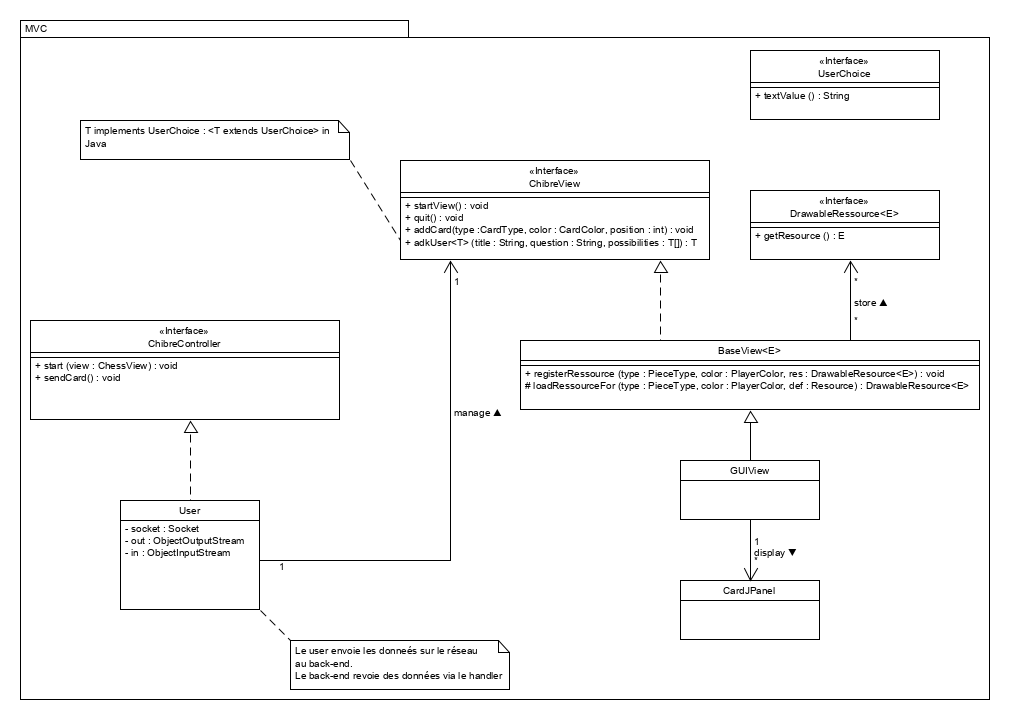 MVC
«Interface»
UserChoice
+ textValue () : String
T implements UserChoice : <T extends UserChoice> in
Java
«Interface»
ChibreView
+ startView() : void
+ quit() : void
+ addCard(type :CardType, color : CardColor, position : int) : void
+ adkUser<T> (title : String, question : String, possibilities : T[]) : T
«Interface»
DrawableRessource<E>
+ getResource () : E
1
*
store ▲
*
«Interface»
ChibreController
+ start (view : ChessView) : void
+ sendCard() : void
BaseView<E>
+ registerRessource (type : PieceType, color : PlayerColor, res : DrawableResource<E>) : void
# loadRessourceFor (type : PieceType, color : PlayerColor, def : Resource) : DrawableResource<E>
manage ▲
GUIView
User
- socket : Socket
- out : ObjectOutputStream
- in : ObjectInputStream
1
1
display ▼
*
CardJPanel
Le user envoie les donneés sur le réseau
au back-end.
Le back-end revoie des données via le handler